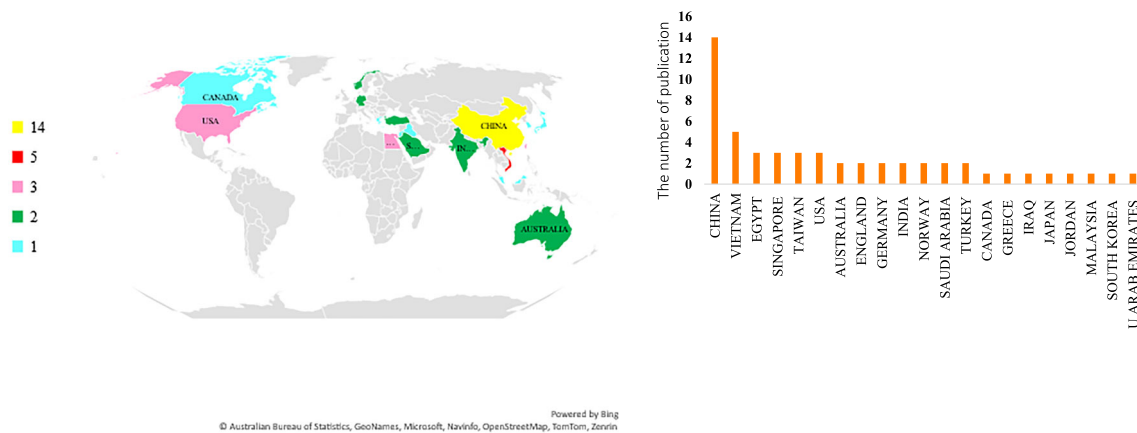 14
5
3
2
1
CANADA
USA
CHINA
...
S...
IN...
AUSTRALIA
Powered by Bing
© Australian Bureau of Statistics, GeoNames, Microsoft, Navinfo, OpenStreetMap, TomTom, Zenrin
The number of publication
16
14
12
10
8
6
4
2
0
CHINA
VIETNAM
EGYPT
SINGAPORE
TAIWAN
USA
AUSTRALIA
ENGLAND
GERMANY
INDIA
NORWAY
SAUDI ARABIA
TURKEY
CANADA
GREECE
IRAQ
JAPAN
JORDAN
MALAYSIA
SOUTH KOREA
U ARAB EMIRATES